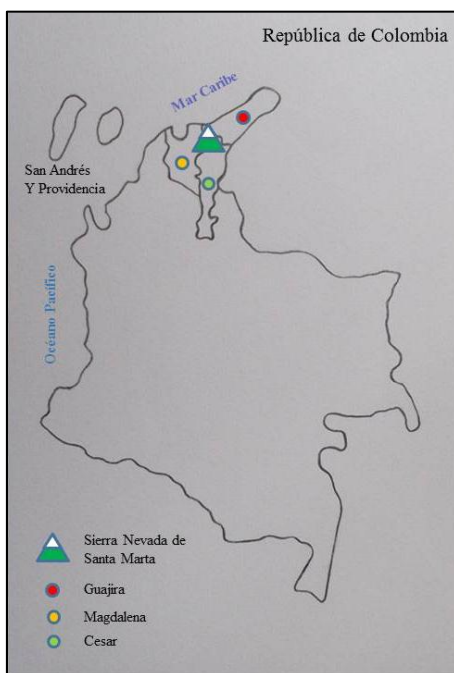 República de Colombia
Mar Caribe
San Andrés
Y Providencia
Océano Pacífico
Sierra Nevada de
Santa Marta
Guajira
Magdalena
Cesar